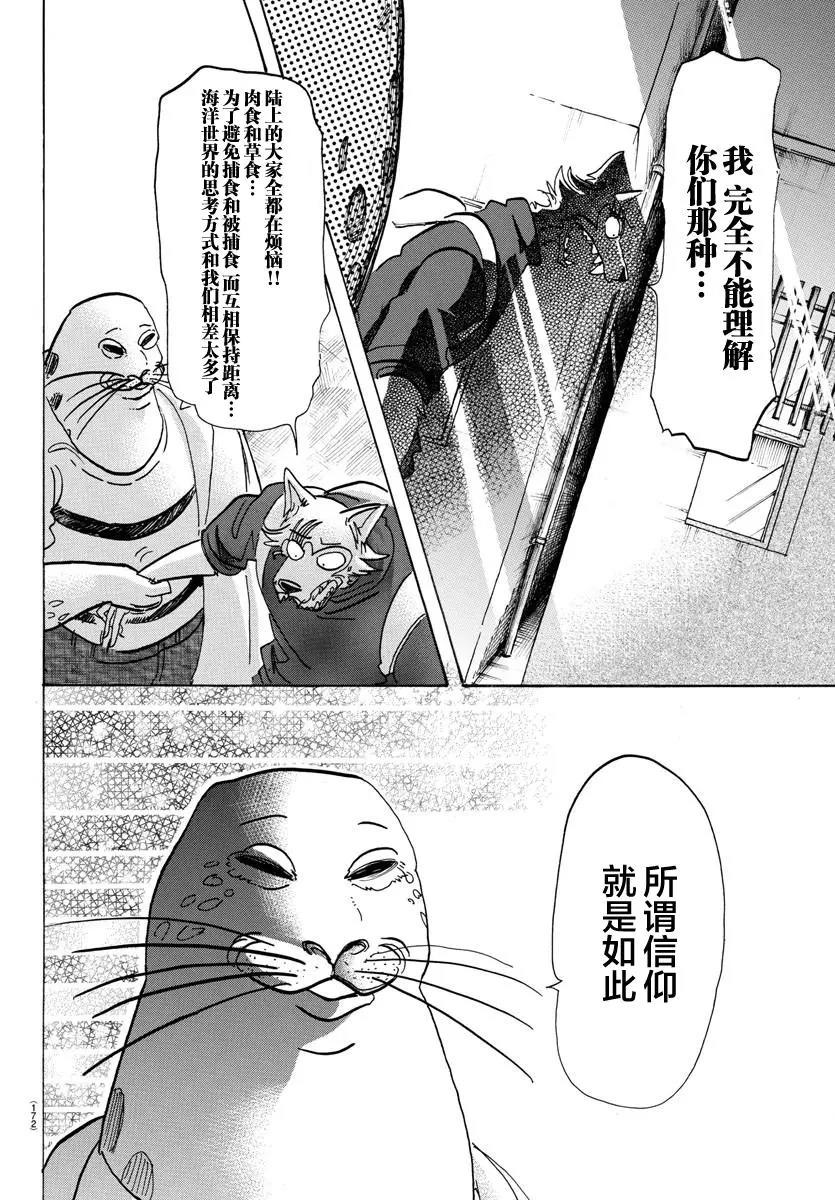 我 完全不能理解
你们那种…
陆上的大家全都在烦恼!!
肉食和草食…
为了避免捕食和被捕食 而互相保持距离…
海洋世界的思考方式和我们相差太多了
所谓信仰
就是如此
(172)